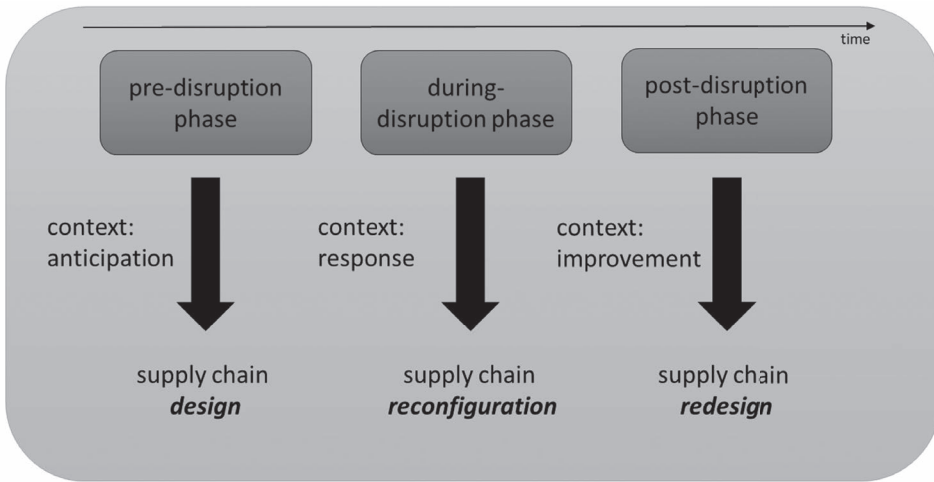 time
pre-disruption
phase
during-
disruption phase
post-disruption
phase
context:
anticipation
context:
response
context:
improvement
supply chain
design
supply chain
reconfiguration
supply chain
redesign